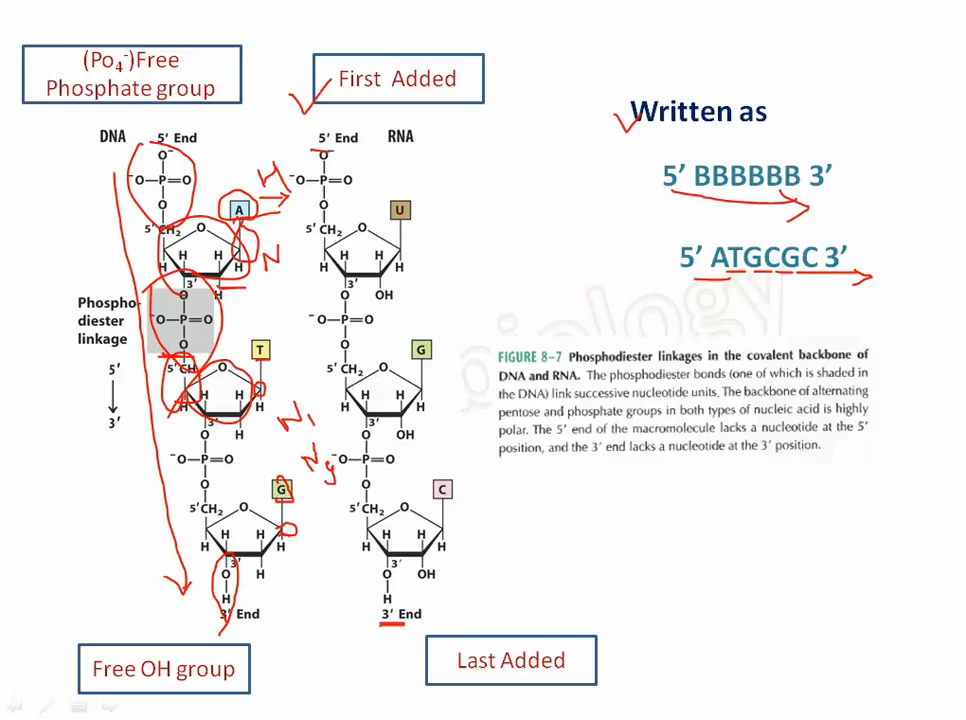 (Po4-)Free
Phosphate group
First Added
Written as
DNA
5' End
5' End
RNA
5' BBBBBB 3'
5' ATGCGC 3'
O-
-O-P=O
O
5' CH2
O
A
H
H
H
H
3'
H
N
O-
-O-P=O
O
5' CH2
O
U
H
H
H
H
3'
OH
Phospho-
diester
linkage
5'
3'
O
-O-P=O
O
5' CH2
O
T
H
H
H
H
3'
H
N
O
-O-P=O
O
5' CH2
O
G
H
H
H
H
3'
OH
O
-O-P=O
O
5' CH2
O
G
H
H
H
H
3'
H
O
H
3' End
O
-O-P=O
O
5' CH2
O
C
H
H
H
H
3'
OH
O
H
3' End
biology
FIGURE 8-7 Phosphodiester linkages in the covalent backbone of
DNA and RNA. The phosphodiester bonds (one of which is shaded in
the DNA) link successive nucleotide units. The backbone of alternating
pentose and phosphate groups in both types of nucleic acid is highly
polar. The 5' end of the macromolecule lacks a nucleotide at the 5'
position, and the 3' end lacks a nucleotide at the 3' position.
Free OH group
Last Added